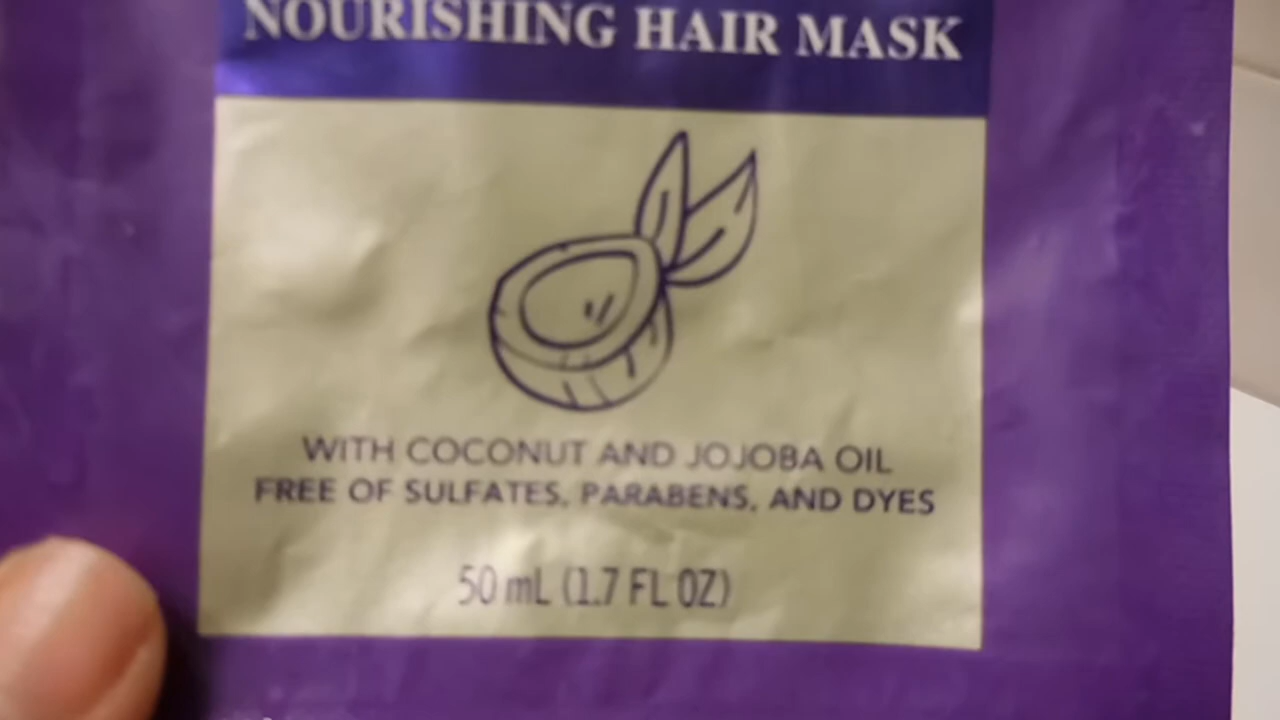 NOURISHING HAIR MASK
WITH COCONUT AND JOJOBA OIL
FREE OF SULFATES, PARABENS, AND DYES
50 mL (1.7 FL OZ)